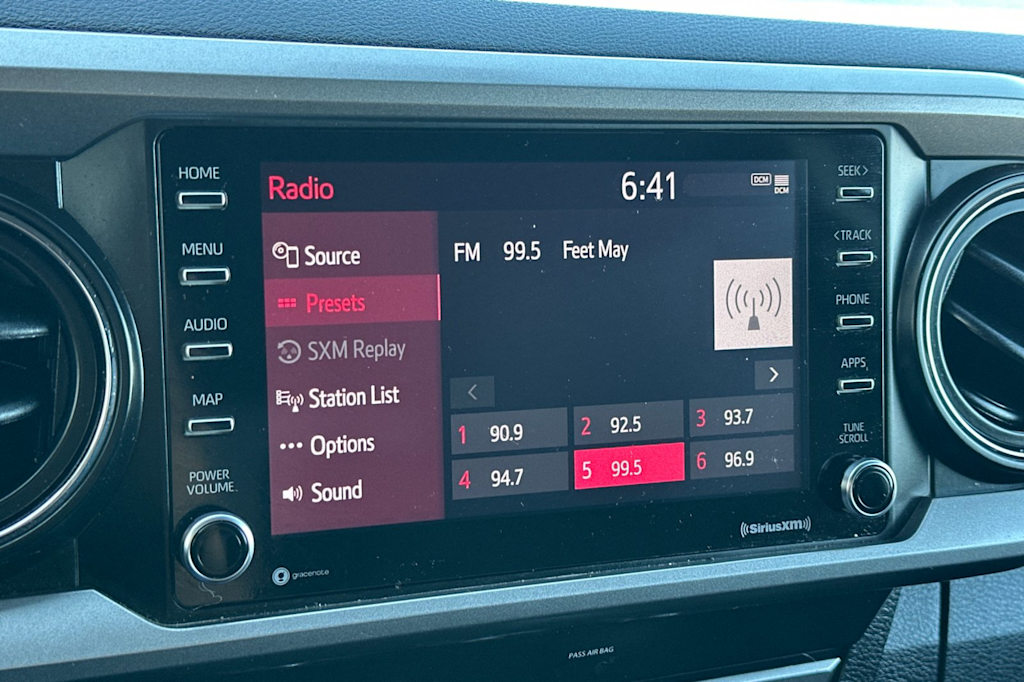 HOME
MENU
AUDIO
MAP
POWER
VOLUME
Radio
6:41
DCM
DCM
Source
Presets
SXM Replay
Station List
Options
Sound
FM 99.5 Feet May
<
>
1 90.9
2 92.5
3 93.7
4 94.7
5 99.5
6 96.9
SEEK>
<TRACK
PHONE
APPS
TUNE
SCROLL
gracenote
((SiriusXM))
PASS AIR BAG